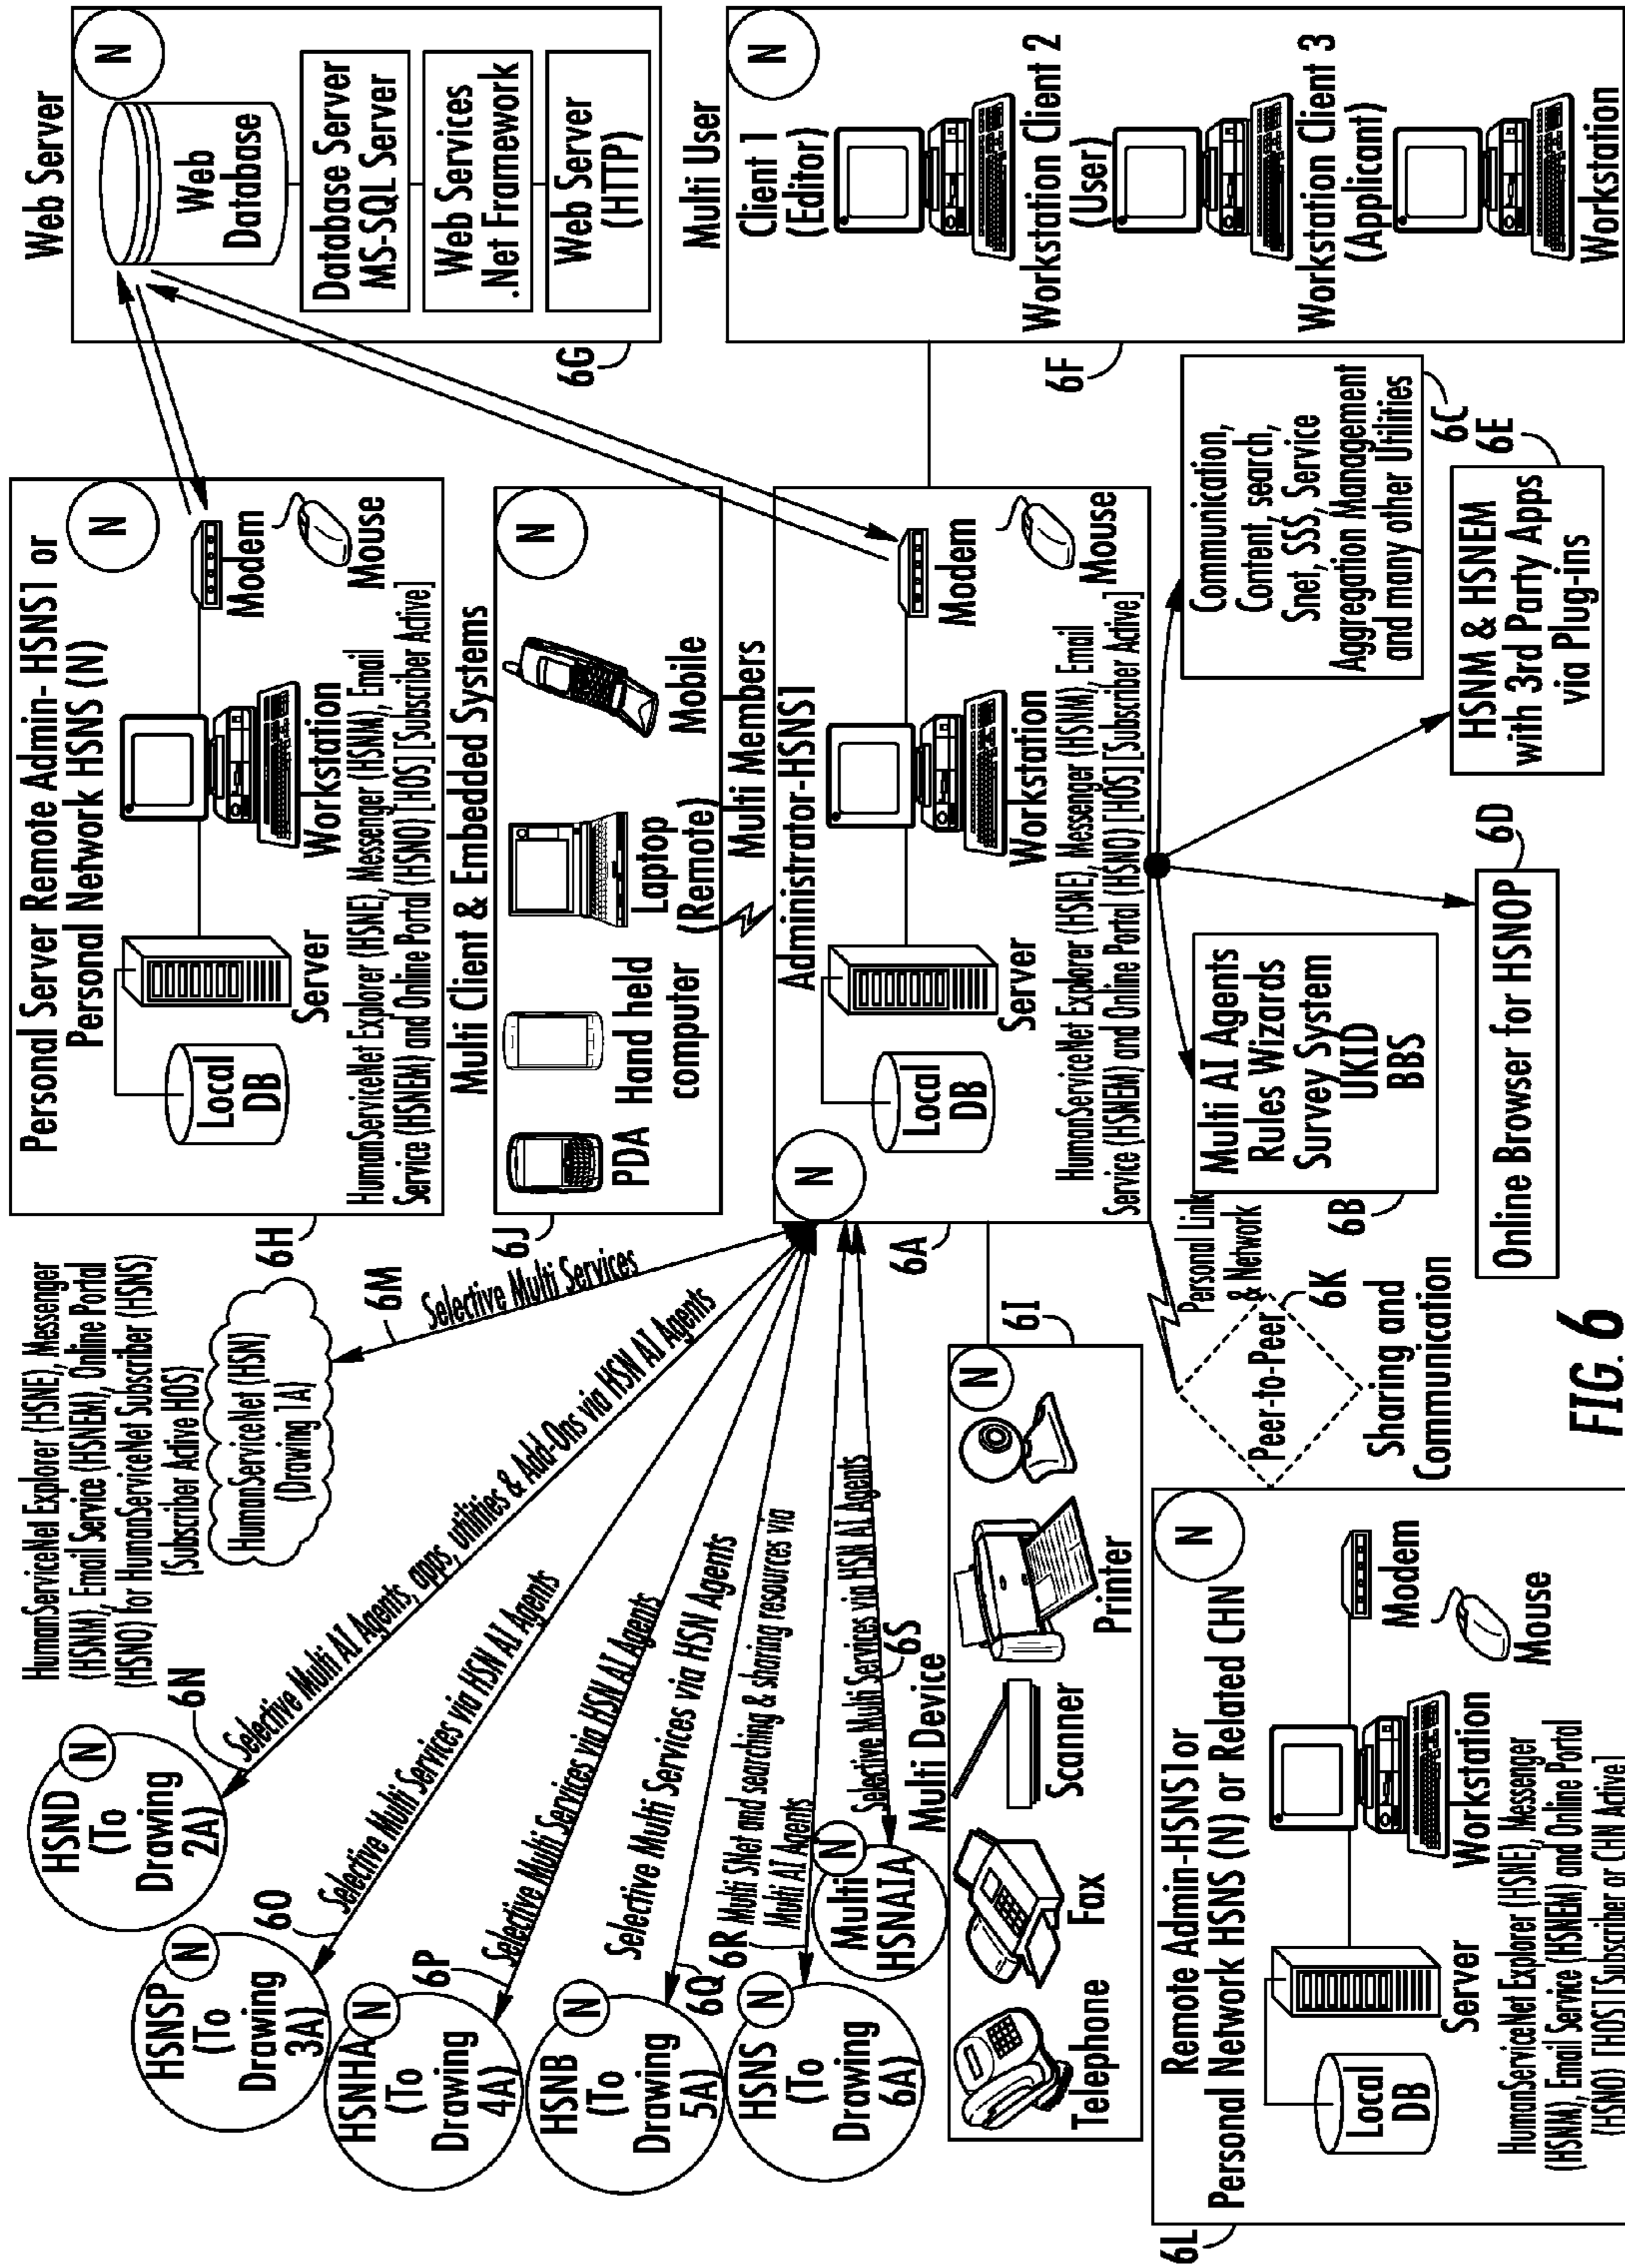 HumanServiceNet Explorer (HSNE), Messenger
(HSNM), Email Service (HSNEM), Online Portal
(HSNO) for HumanServiceNet Subscriber (HSNS)
(Subscriber Active HOS)
HumanServiceNet (HSN)
(Drawing 1A)
6M
Selective Multi Services
Personal Server Remote Admin- HSNS1 or
Personal Network HSNS (N)
N
Local
DB
Server
Workstation
Modem
Mouse
HumanServiceNet Explorer (HSNE), Messenger (HSNM), Email
Service (HSNEM) and Online Portal (HSNO) [HOS] [Subscriber Active]
6H
Web Server
N
Web
Database
Database Server
MS-SQL Server
Web Services
.Net Framework
Web Server
(HTTP)
6G
HSND
(To
Drawing
2A)
N
6N
Selective Multi AI Agents, apps, utilities & Add-Ons via HSN AI Agents
HSNSP
(To
Drawing
3A)
N
6O
Selective Multi Services via HSN AI Agents
HSNHA
(To
Drawing
4A)
N
6P
Selective Multi Services via HSN AI Agents
HSNB
(To
Drawing
5A)
N
6Q
Selective Multi Services via HSN Agents
HSNS
(To
Drawing
6A)
N
6R
Multi SNet and searching & sharing resources via
Multi AI Agents
Multi
HSNAIA
N
Selective Multi Services via HSN AI Agents
6S
Multi Client & Embedded Systems
N
PDA
Hand held
computer
Laptop
(Remote)
Mobile
6J
Multi Members
Administrator-HSNS1
N
Local
DB
Server
Workstation
Modem
Mouse
HumanServiceNet Explorer (HSNE), Messenger (HSNM), Email
Service (HSNEM) and Online Portal (HSNO) [HOS] [Subscriber Active]
6A
Multi User
N
Client 1
(Editor)
Workstation Client 2
(User)
Workstation Client 3
(Applicant)
Workstation
6F
Multi Device
N
Telephone
Fax
Scanner
Printer
6I
Personal Link
& Network
Peer-to-Peer
6K
Sharing and
Communication
Multi AI Agents
Rules Wizards
Survey System
UKID
BBS
6B
Communication,
Content, search,
Snet, SSS, Service
Aggregation Management
and many other Utilities
6C
Online Browser for HSNOP
6D
HSNM & HSNEM
with 3rd Party Apps
via Plug-ins
6E
Remote Admin-HSNS1or
Personal Network HSNS (N) or Related CHN
N
Local
DB
Server
Workstation
Modem
Mouse
HumanServiceNet Explorer (HSNE), Messenger
(HSNM), Email Service (HSNEM) and Online Portal
(HSNO) [HOS] [Subscriber or CHN Active]
6L
FIG. 6